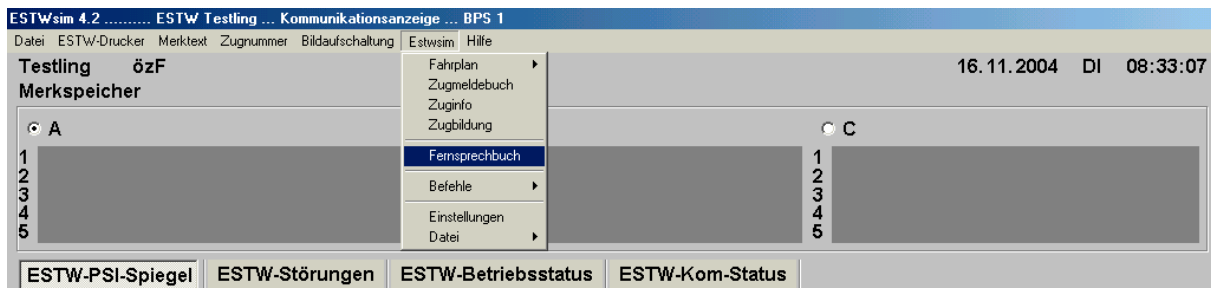 ESTWsim 4.2 .......... ESTW Testling ... Kommunikationsanzeige ... BPS 1
Datei ESTW-Drucker Merktext Zugnummer Bildaufschaltung Estwsim Hilfe
Testling özF 16.11.2004 DI 08:33:07
Merkspeicher
Fahrplan
Zugmeldebuch
Zuginfo
Zugbildung
Fernsprechbuch
Befehle
Einstellungen
Datei
A
1
2
3
4
5
C
1
2
3
4
5
ESTW-PSI-Spiegel ESTW-Störungen ESTW-Betriebsstatus ESTW-Kom-Status